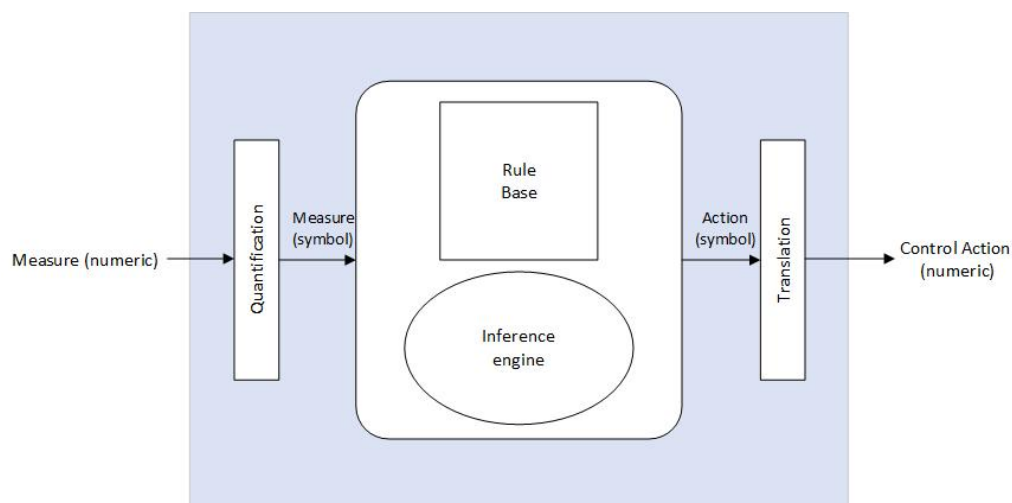 Measure (numeric)
Quantification
Measure
(symbol)
Rule
Base
Inference
engine
Action
(symbol)
Translation
Control Action
(numeric)